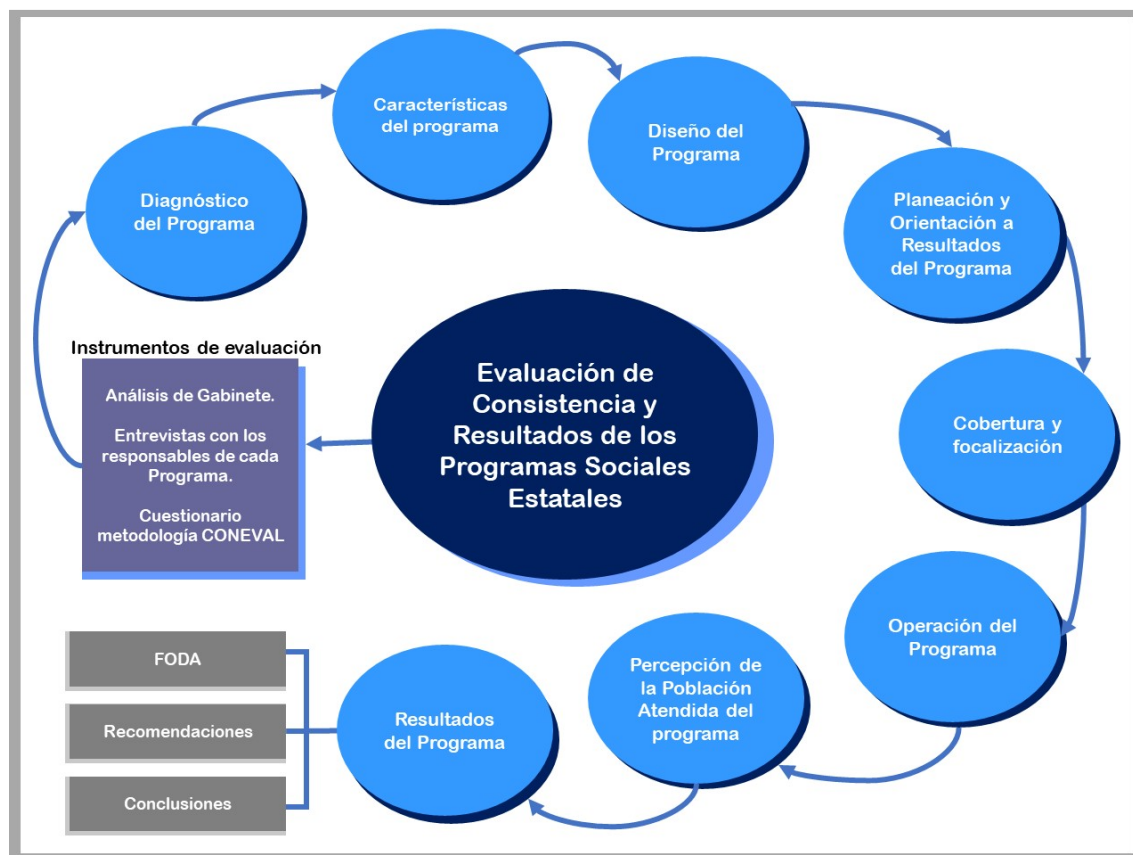 Característicás
del programa
Diseño del
Programa
Diagnóstico
del Programa
Planeación y
Orientación a
Resultados
del Programa
Instrumentos de evaluación
Análisis de Gabinete.
Entrevistas con los
responsables de cada
Programa.
Cuestionario
metodología CONEVAL
Evaluación de
Consistencia y
Resultados de los
Programas Sociales
Estatales
Cobertura y
focalización
Operación del
Programa
Percepción de
la Población
Atendida del
programa
Resultados
del Programa
FODA
Recomendaciones
Conclusiones